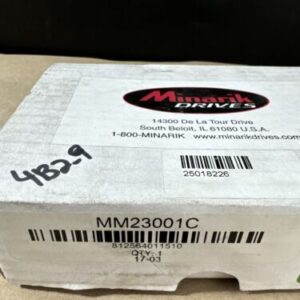 Minarik
DRIVES
14300 De La Tour Drive
South Beloit, IL 61080 U.S.A.
1-800-MINARIK www.minarikdrives.com
4B2-9
25018226
MM23001C
812564011510
QTY: 1
17-03